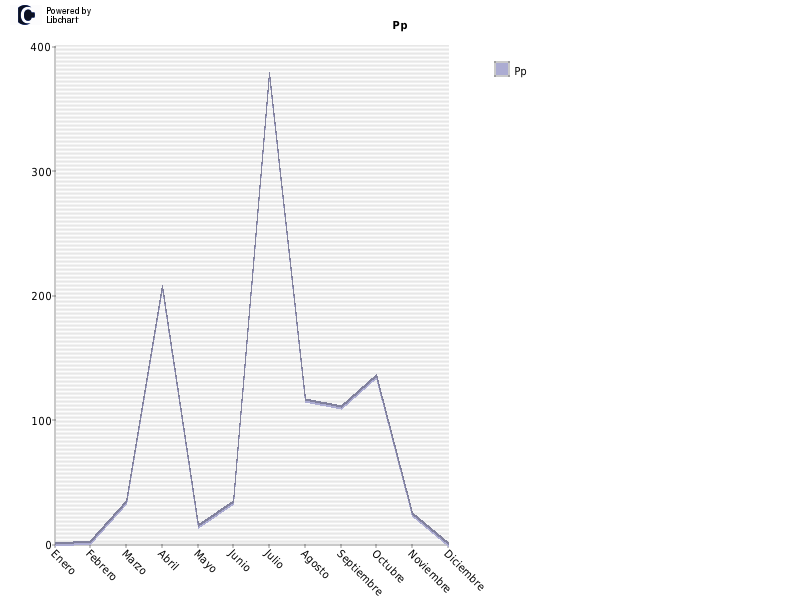 Powered by
Libchart
Pp
400
300
200
100
0
Pp
Enero
Febrero
Marzo
Abril
Mayo
Junio
Julio
Agosto
Septiembre
Octubre
Noviembre
Diciembre